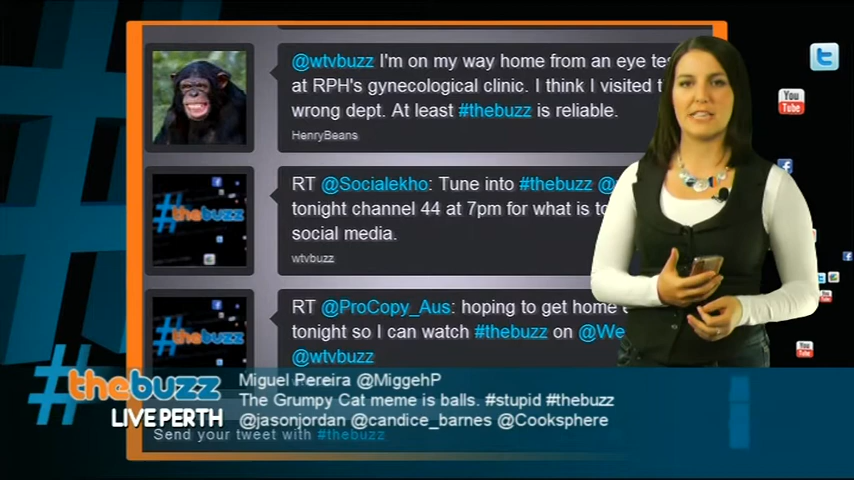 @wtvbuzz I'm on my way home from an eye
at RPH's gynecological clinic. I think I visited
wrong dept. At least #thebuzz is reliable.
HenryBeans
RT @Socialekho: Tune into #thebuzz
tonight channel 44 at 7pm for what is
social media.
wtvbuzz
#thebuzz
RT @ProCopy_Aus: hoping to get home
tonight so I can watch #thebuzz on
@wtvbuzz
#thebuzz
You
Tube
You
Tube
#thebuzz
LIVE PERTH
Miguel Pereira @MiggehP
The Grumpy Cat meme is balls. #stupid #thebuzz
@jasonjordan @candice_barnes @Cooksphere
Send your tweet with #thebuzz